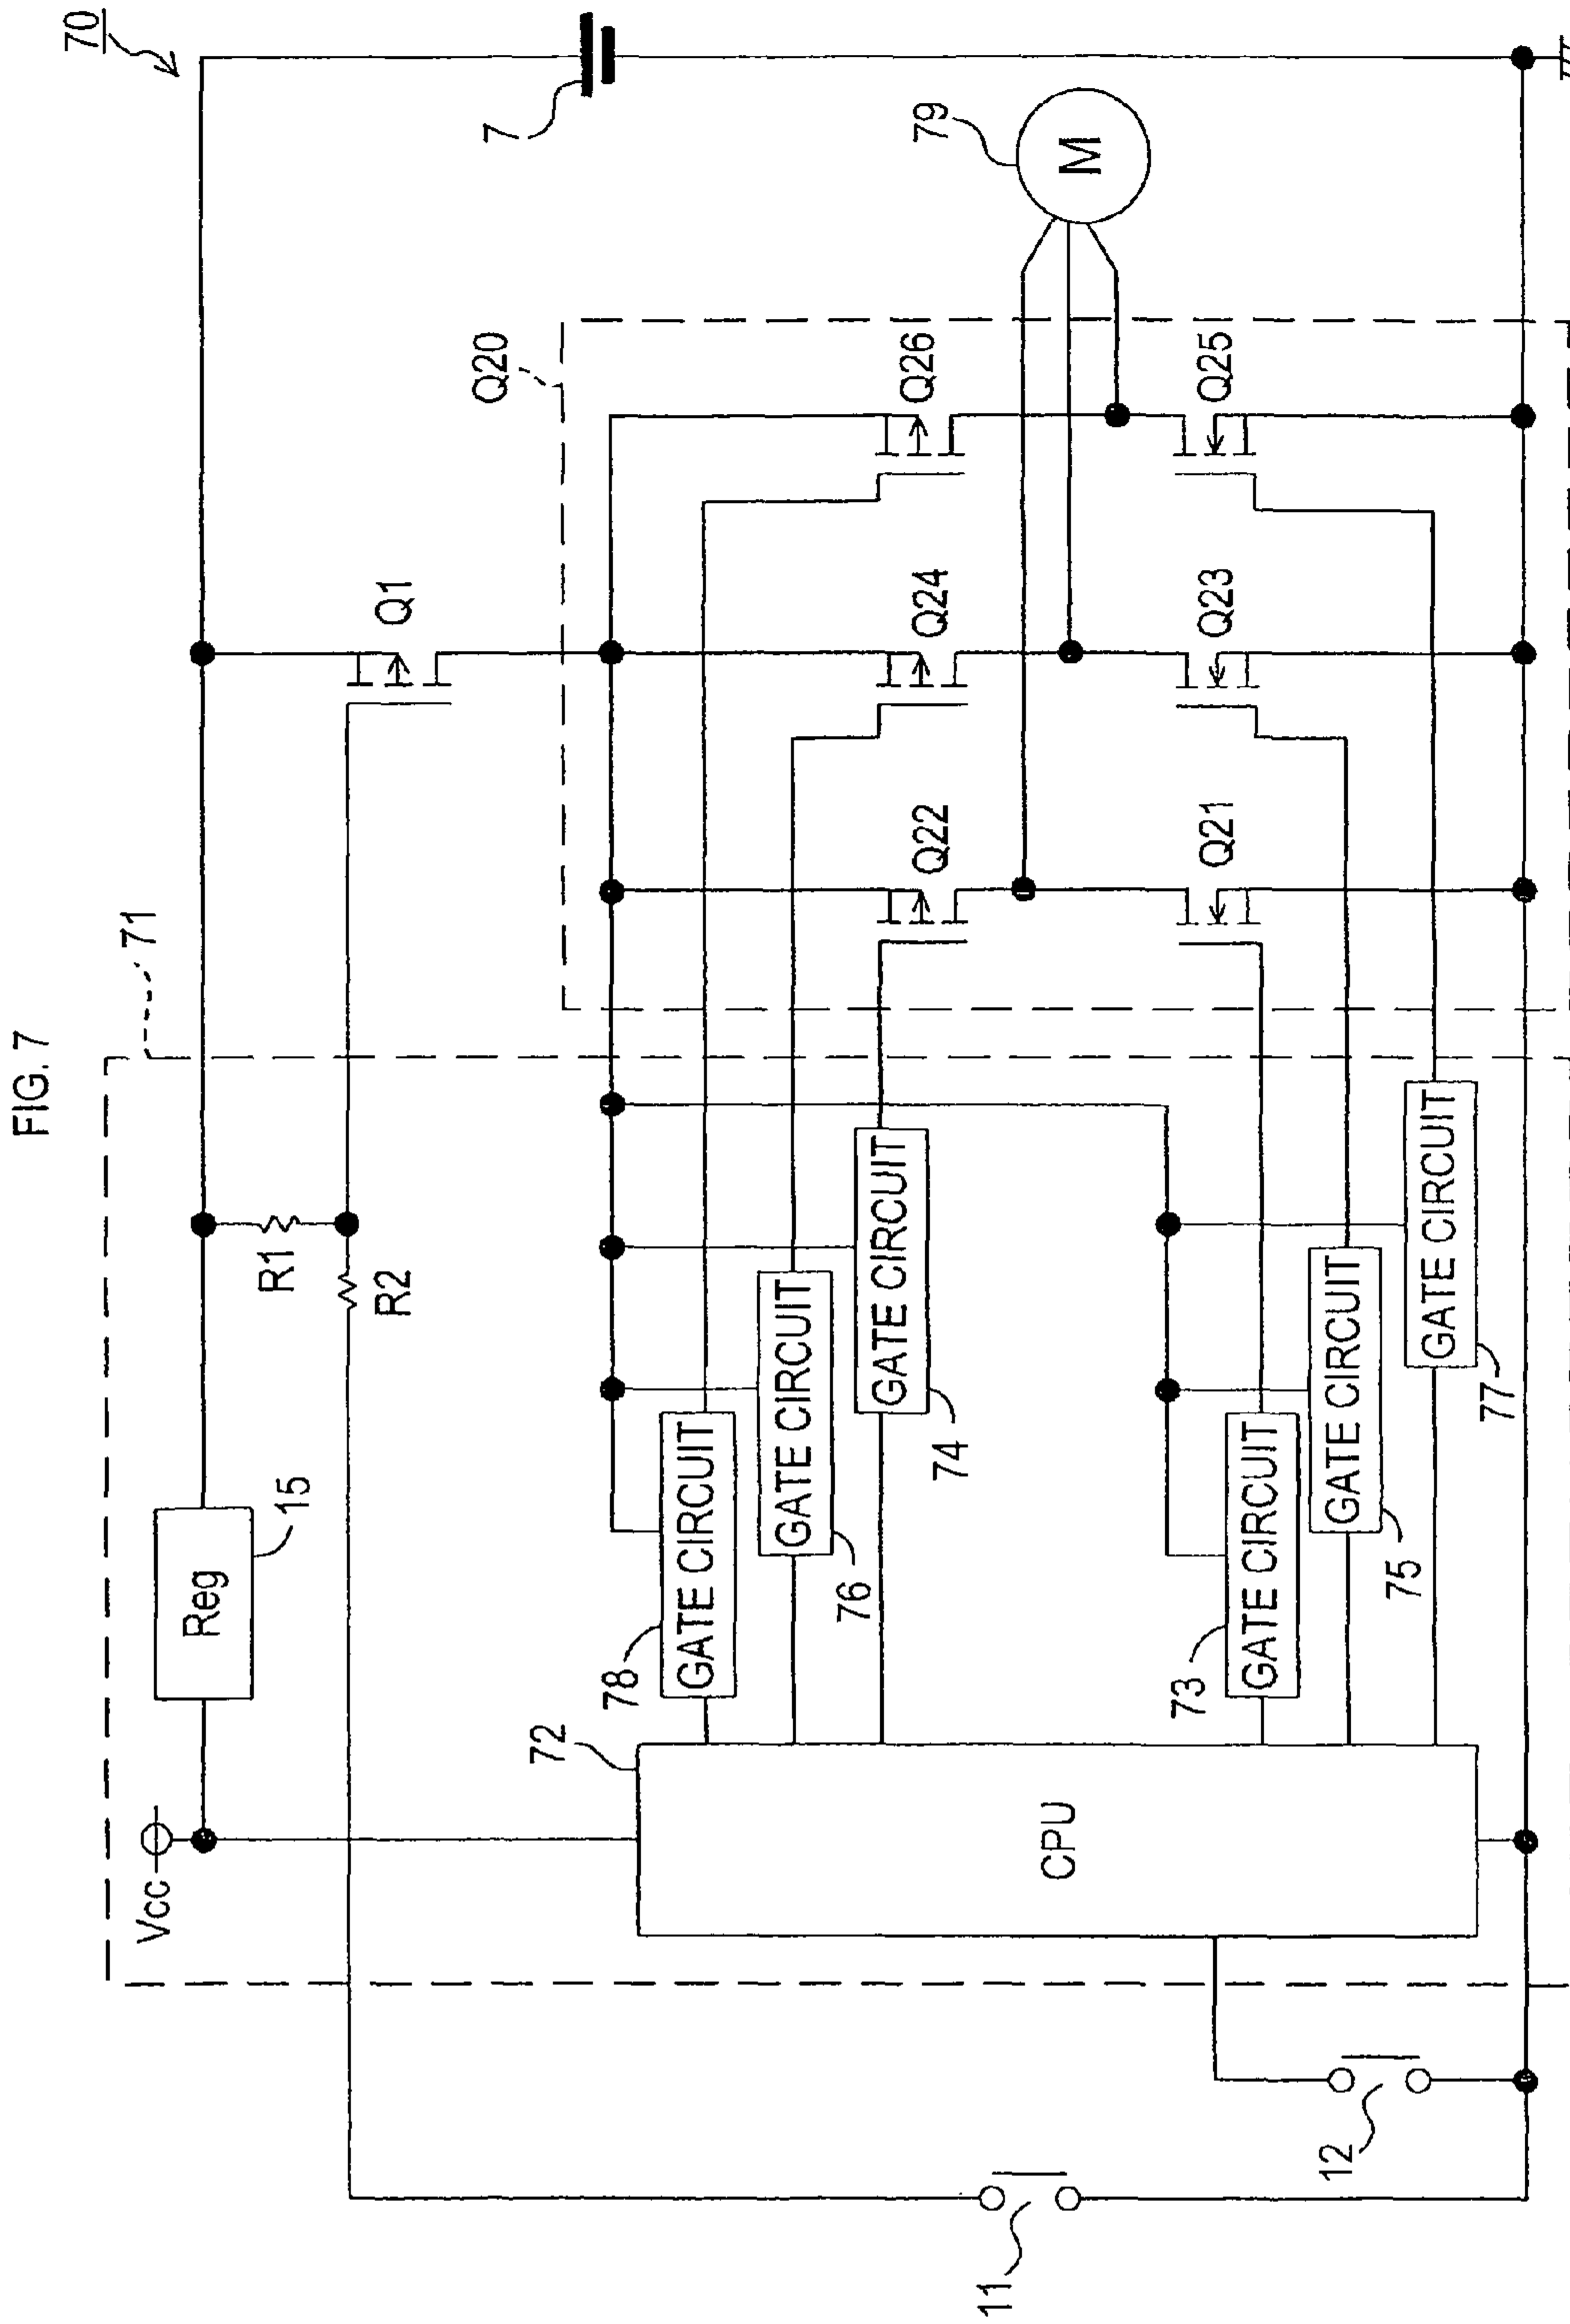 FIG. 7
70
71
Vcc
Reg
15
R1
R2
Q1
7
Q20
72
CPU
78
GATE CIRCUIT
76
GATE CIRCUIT
74
GATE CIRCUIT
73
GATE CIRCUIT
75
GATE CIRCUIT
77
GATE CIRCUIT
Q22
Q24
Q26
Q21
Q23
Q25
79
M
11
12